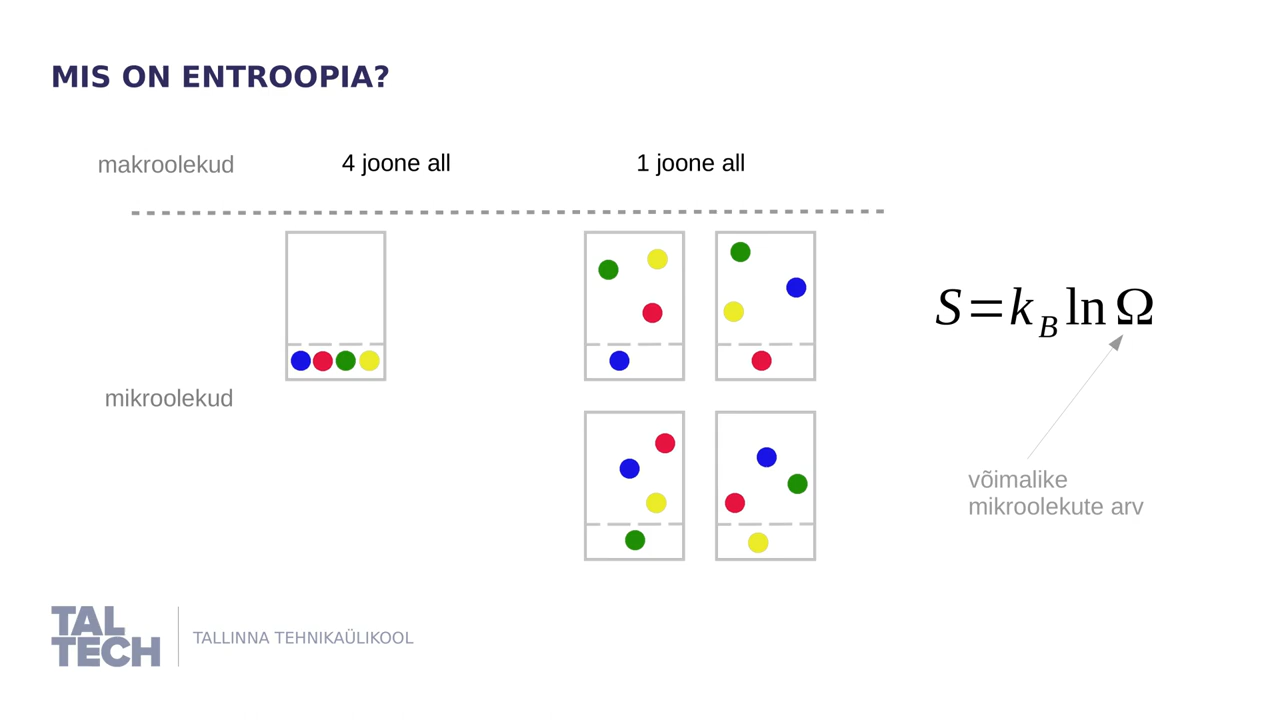 MIS ON ENTROOPIA?
makroolekud
4 joone all
1 joone all
mikroolekud
S=k_B ln Ω
võimalike
mikroolekute arv
TAL
TECH
TALLINNA TEHNIKAÜLIKOOL